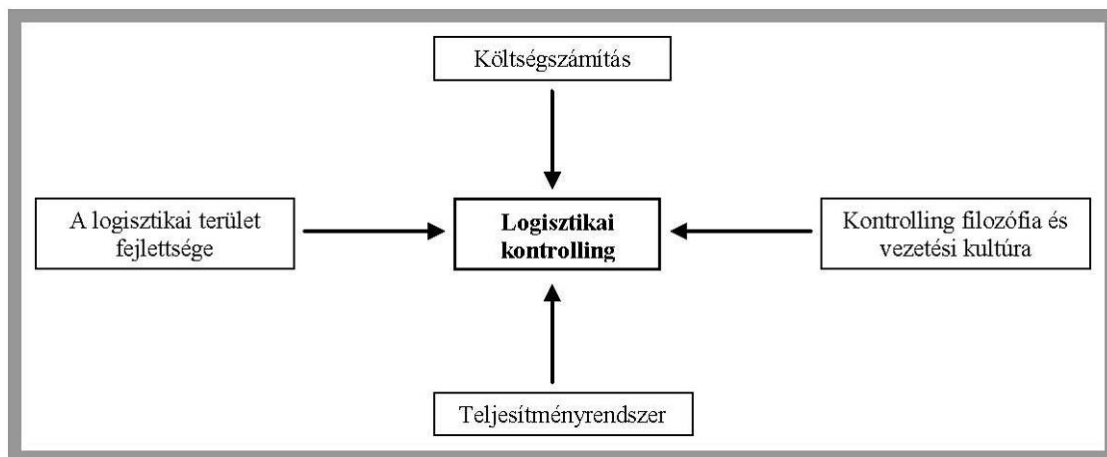 Költségszámítás
A logisztikai terület
fejlettsége
Logisztikai
kontrolling
Kontrolling filozófia és
vezetési kultúra
Teljesítményrendszer